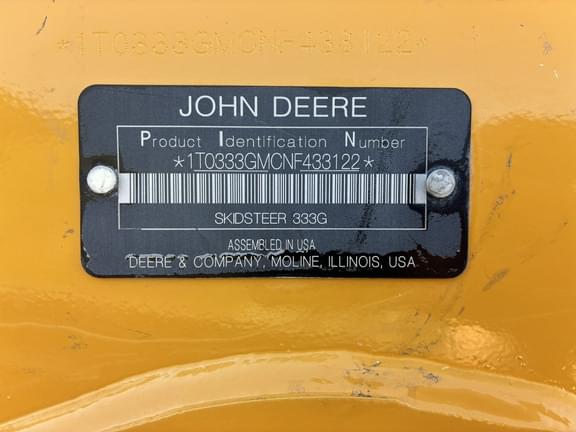 *1T0333GMCNF433122*
JOHN DEERE
Product Identification Number
*1T0333GMCNF433122*
SKIDSTEER 333G
ASSEMBLED IN USA
DEERE & COMPANY, MOLINE, ILLINOIS, USA